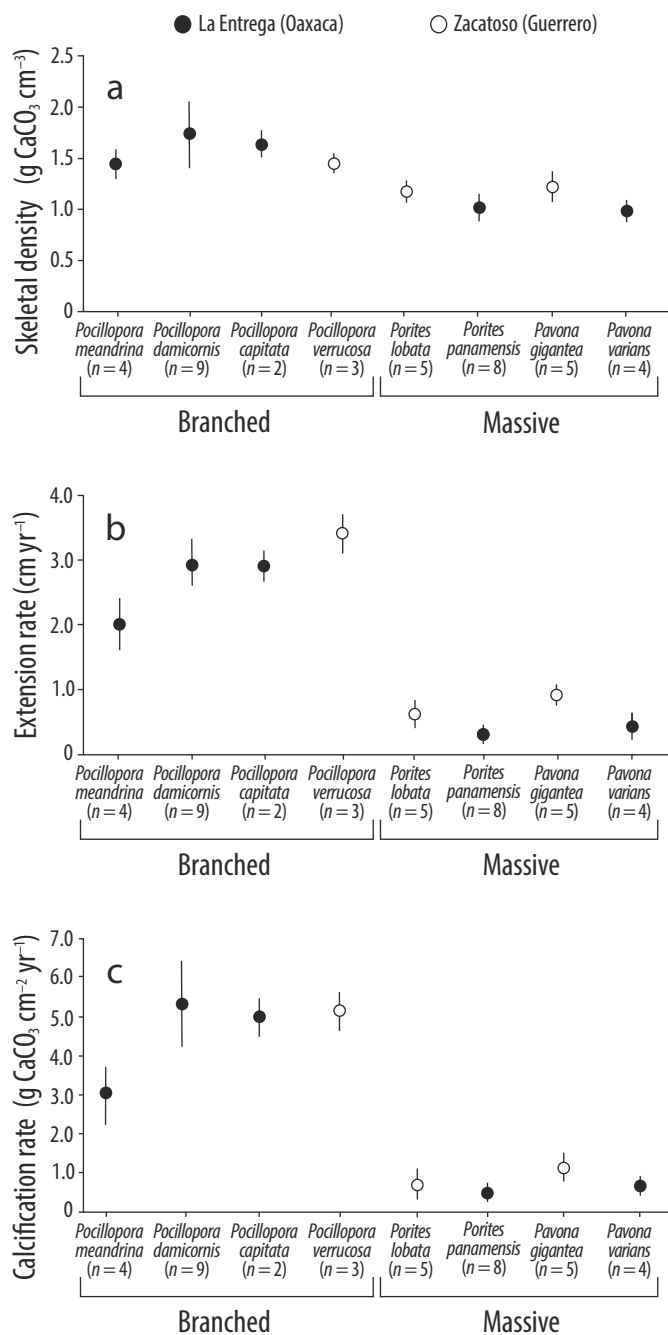 La Entrega (Oaxaca) Zacatoso (Guerrero)
a
Skeletal density (g CaCO₃ cm⁻³)
2.5
2.0
1.5
1.0
0.5
0
Pocillopora Pocillopora Pocillopora Pocillopora Porites Porites Pavona Pavona
meandrina damicornis capitata verrucosa lobata panamensis gigantea varians
(n = 4) (n = 9) (n = 2) (n = 3) (n = 5) (n = 8) (n = 5) (n = 4)
Branched Massive
b
Extension rate (cm yr⁻¹)
4.0
3.0
2.0
1.0
0
Pocillopora Pocillopora Pocillopora Pocillopora Porites Porites Pavona Pavona
meandrina damicornis capitata verrucosa lobata panamensis gigantea varians
(n = 4) (n = 9) (n = 2) (n = 3) (n = 5) (n = 8) (n = 5) (n = 4)
Branched Massive
c
Calcification rate (g CaCO₃ cm⁻² yr⁻¹)
7.0
6.0
5.0
4.0
3.0
2.0
1.0
0
Pocillopora Pocillopora Pocillopora Pocillopora Porites Porites Pavona Pavona
meandrina damicornis capitata verrucosa lobata panamensis gigantea varians
(n = 4) (n = 9) (n = 2) (n = 3) (n = 5) (n = 8) (n = 5) (n = 4)
Branched Massive